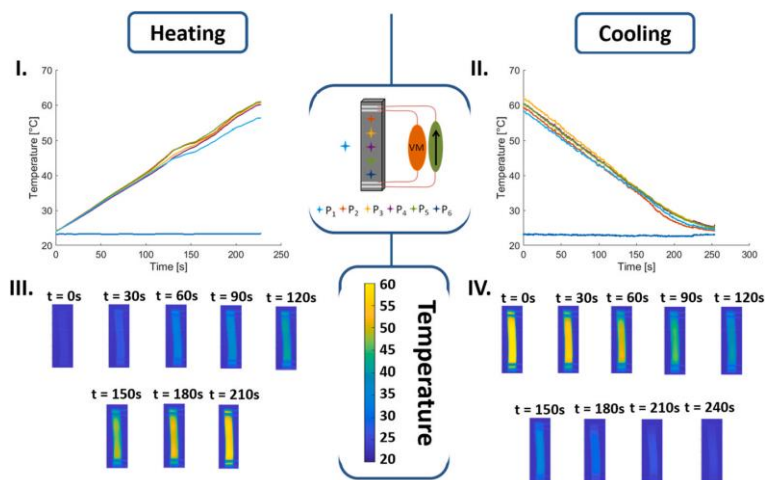 Heating
Cooling
I.
II.
70
60
50
40
30
20
Temperature [°C]
0
50
100
150
200
250
Time [s]
VM
P1 P2 P3 P4 P5 P6
70
60
50
40
30
20
Temperature [°C]
0
50
100
150
200
250
300
Time [s]
III.
t = 0s t = 30s t = 60s t = 90s t = 120s
t = 150s t = 180s t = 210s
60
55
50
45
40
35
30
25
20
Temperature
IV.
t = 0s t = 30s t = 60s t = 90s t = 120s
t = 150s t = 180s t = 210s t = 240s